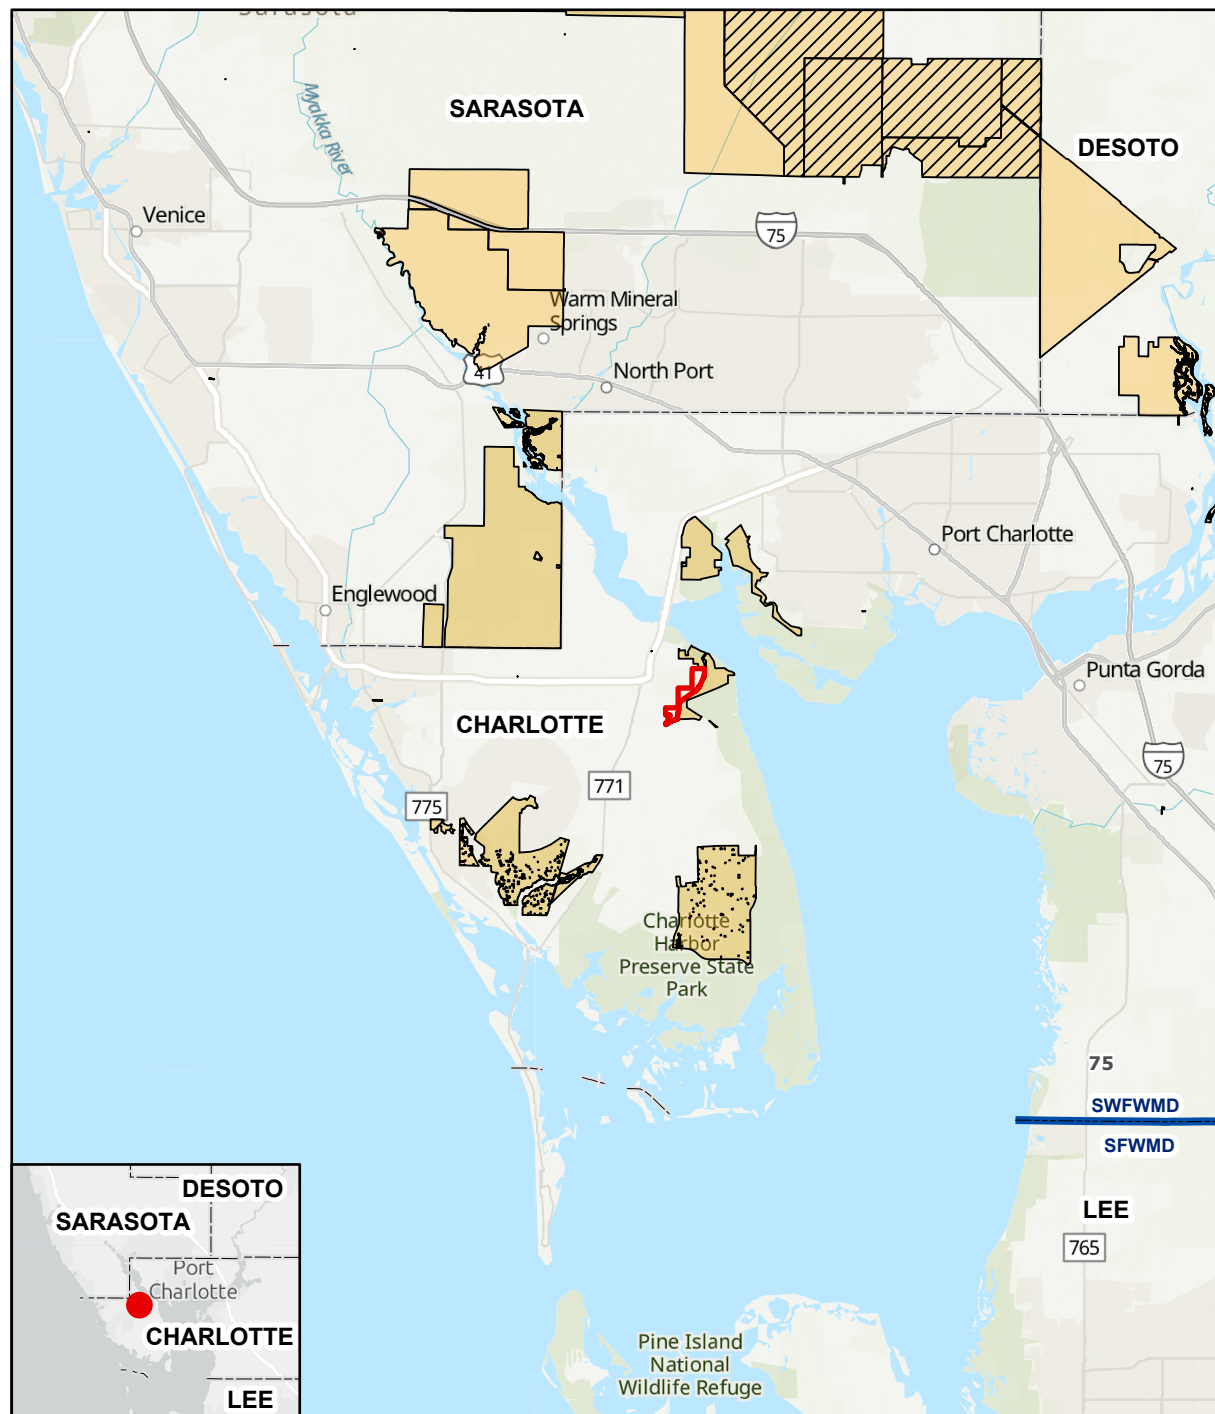 Sarasota
SARASOTA
DESOTO
Myakka River
Venice
75
Warm Mineral
Springs
41
North Port
Port Charlotte
Englewood
Punta Gorda
CHARLOTTE
771
75
775
Charlotte
Harbor
Preserve State
Park
75
SWFWMD
SFWMD
LEE
765
Pine Island
National
Wildlife Refuge
DESOTO
SARASOTA
Port
Charlotte
CHARLOTTE
LEE